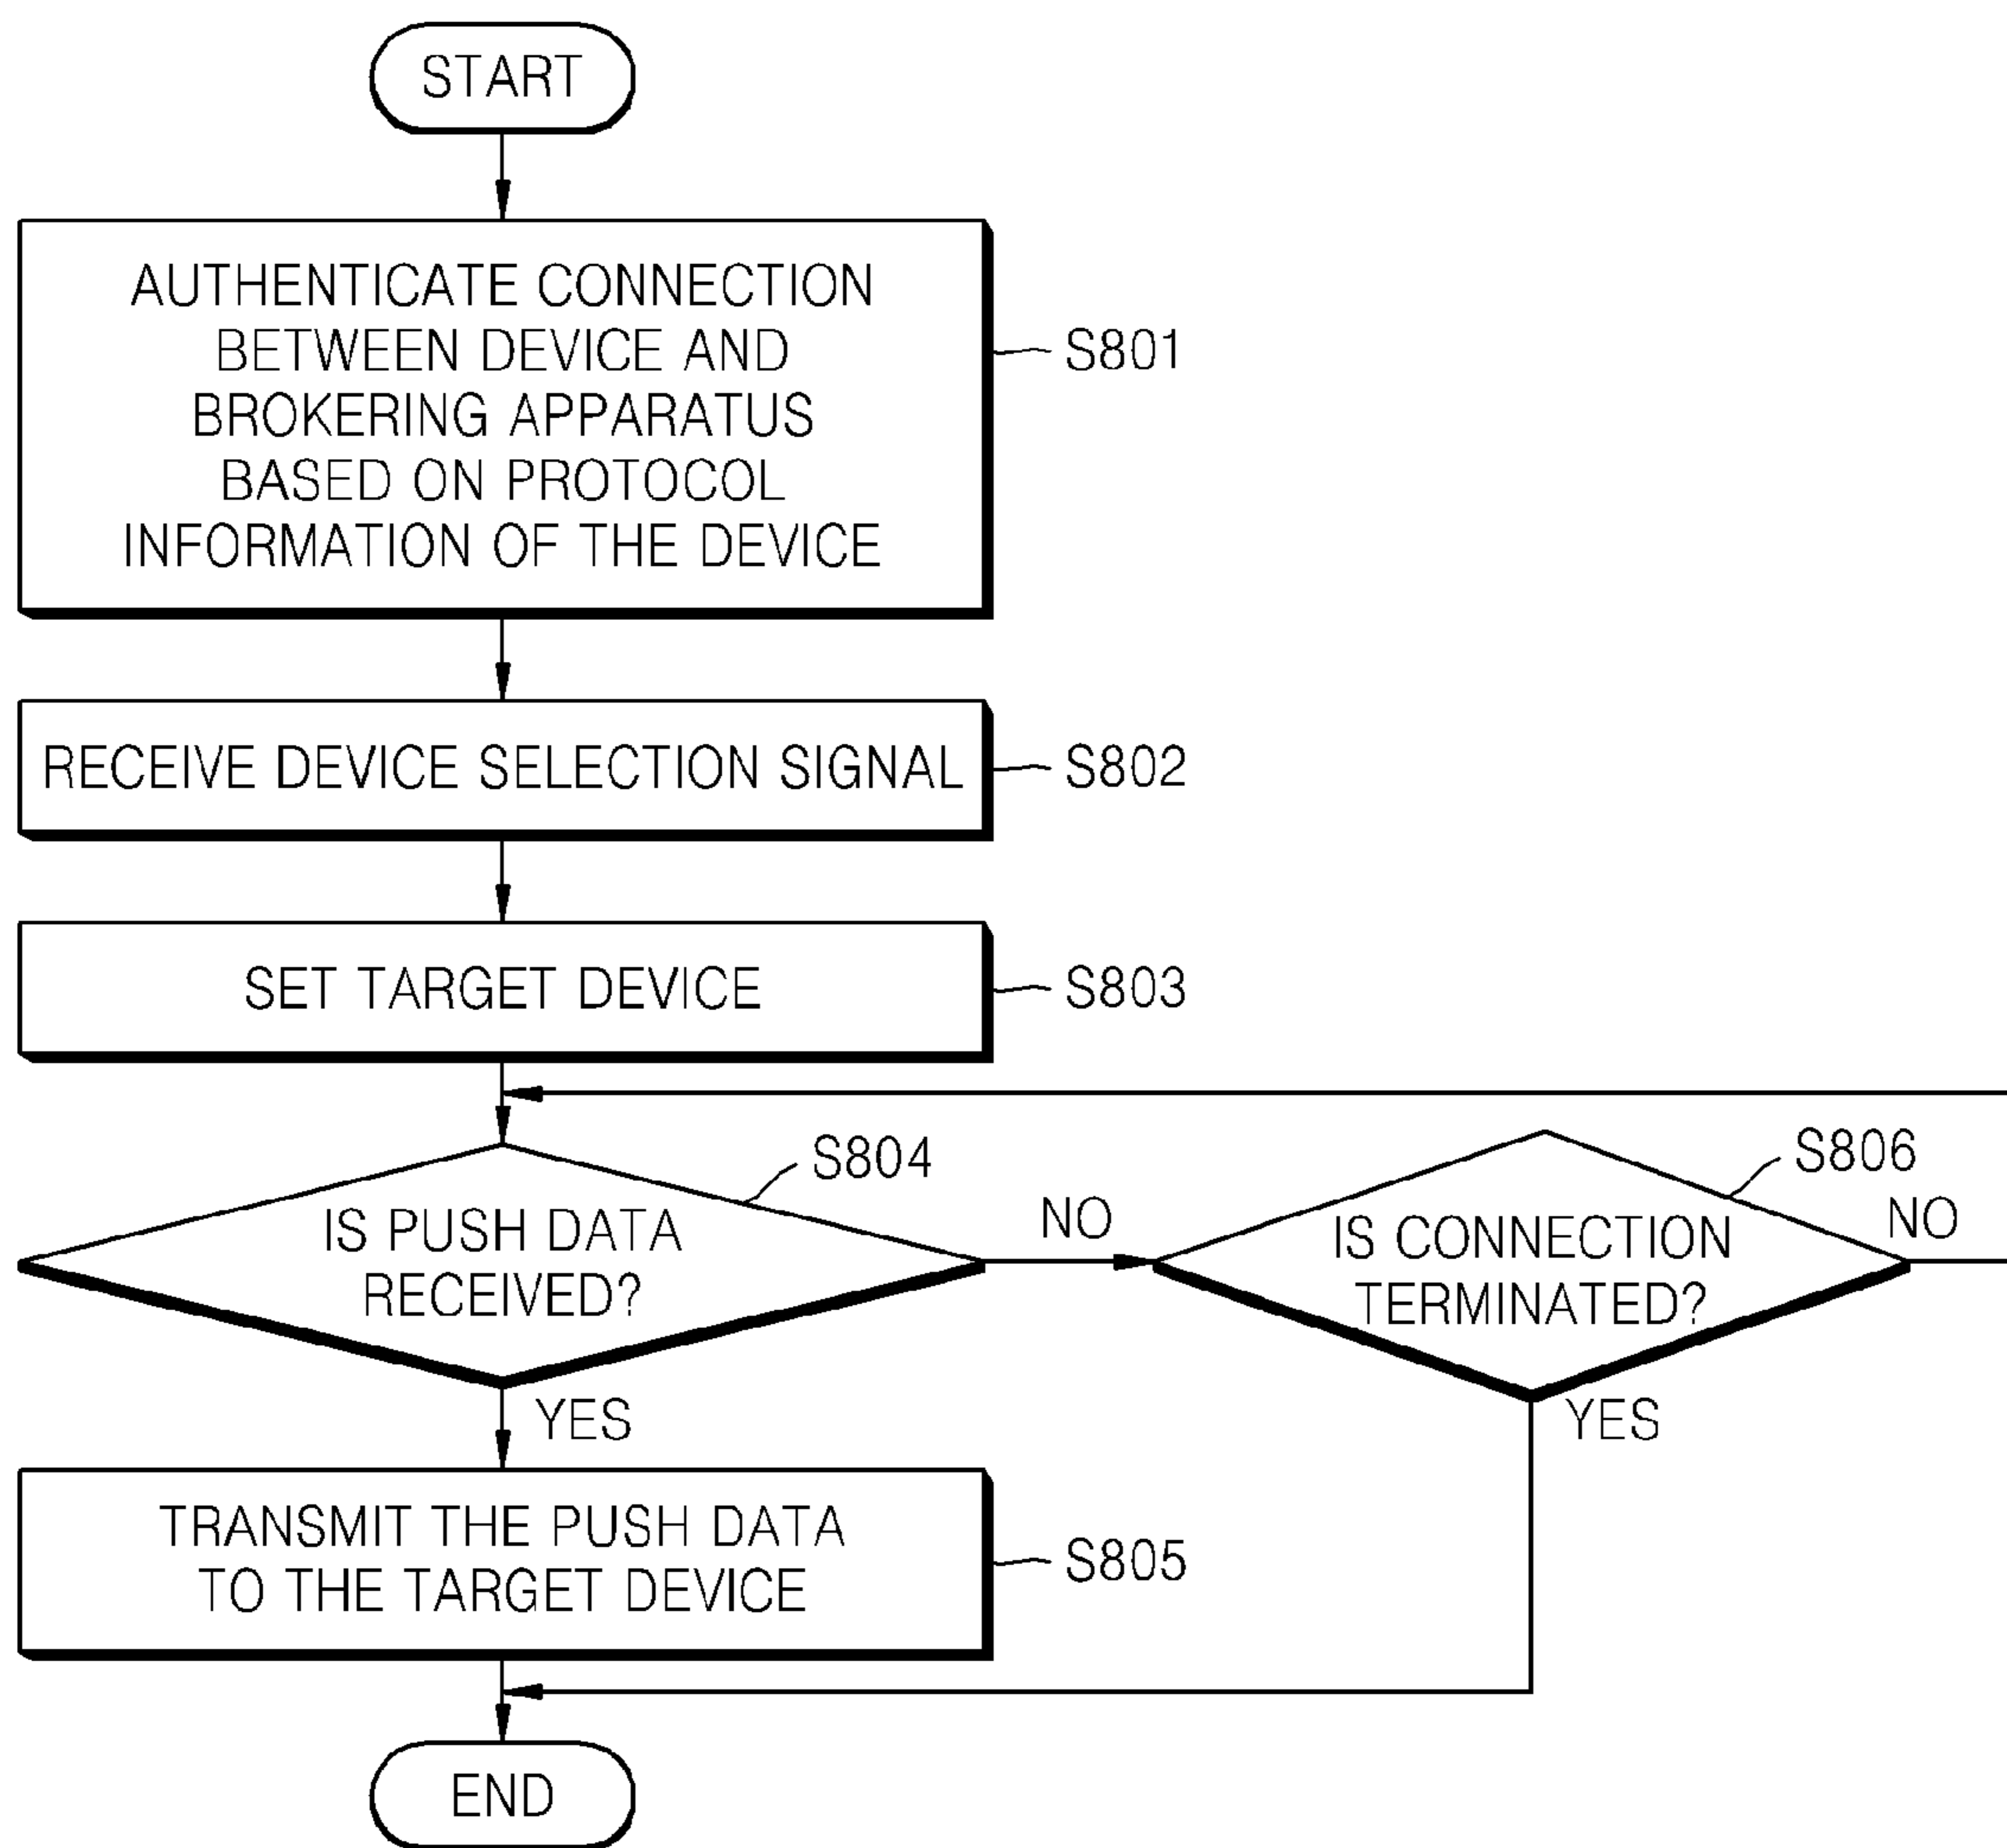 START
AUTHENTICATE CONNECTION
BETWEEN DEVICE AND
BROKERING APPARATUS
BASED ON PROTOCOL
INFORMATION OF THE DEVICE
S801
RECEIVE DEVICE SELECTION SIGNAL
S802
SET TARGET DEVICE
S803
S804
IS PUSH DATA
RECEIVED?
NO
S806
IS CONNECTION
TERMINATED?
NO
YES
YES
TRANSMIT THE PUSH DATA
TO THE TARGET DEVICE
S805
END